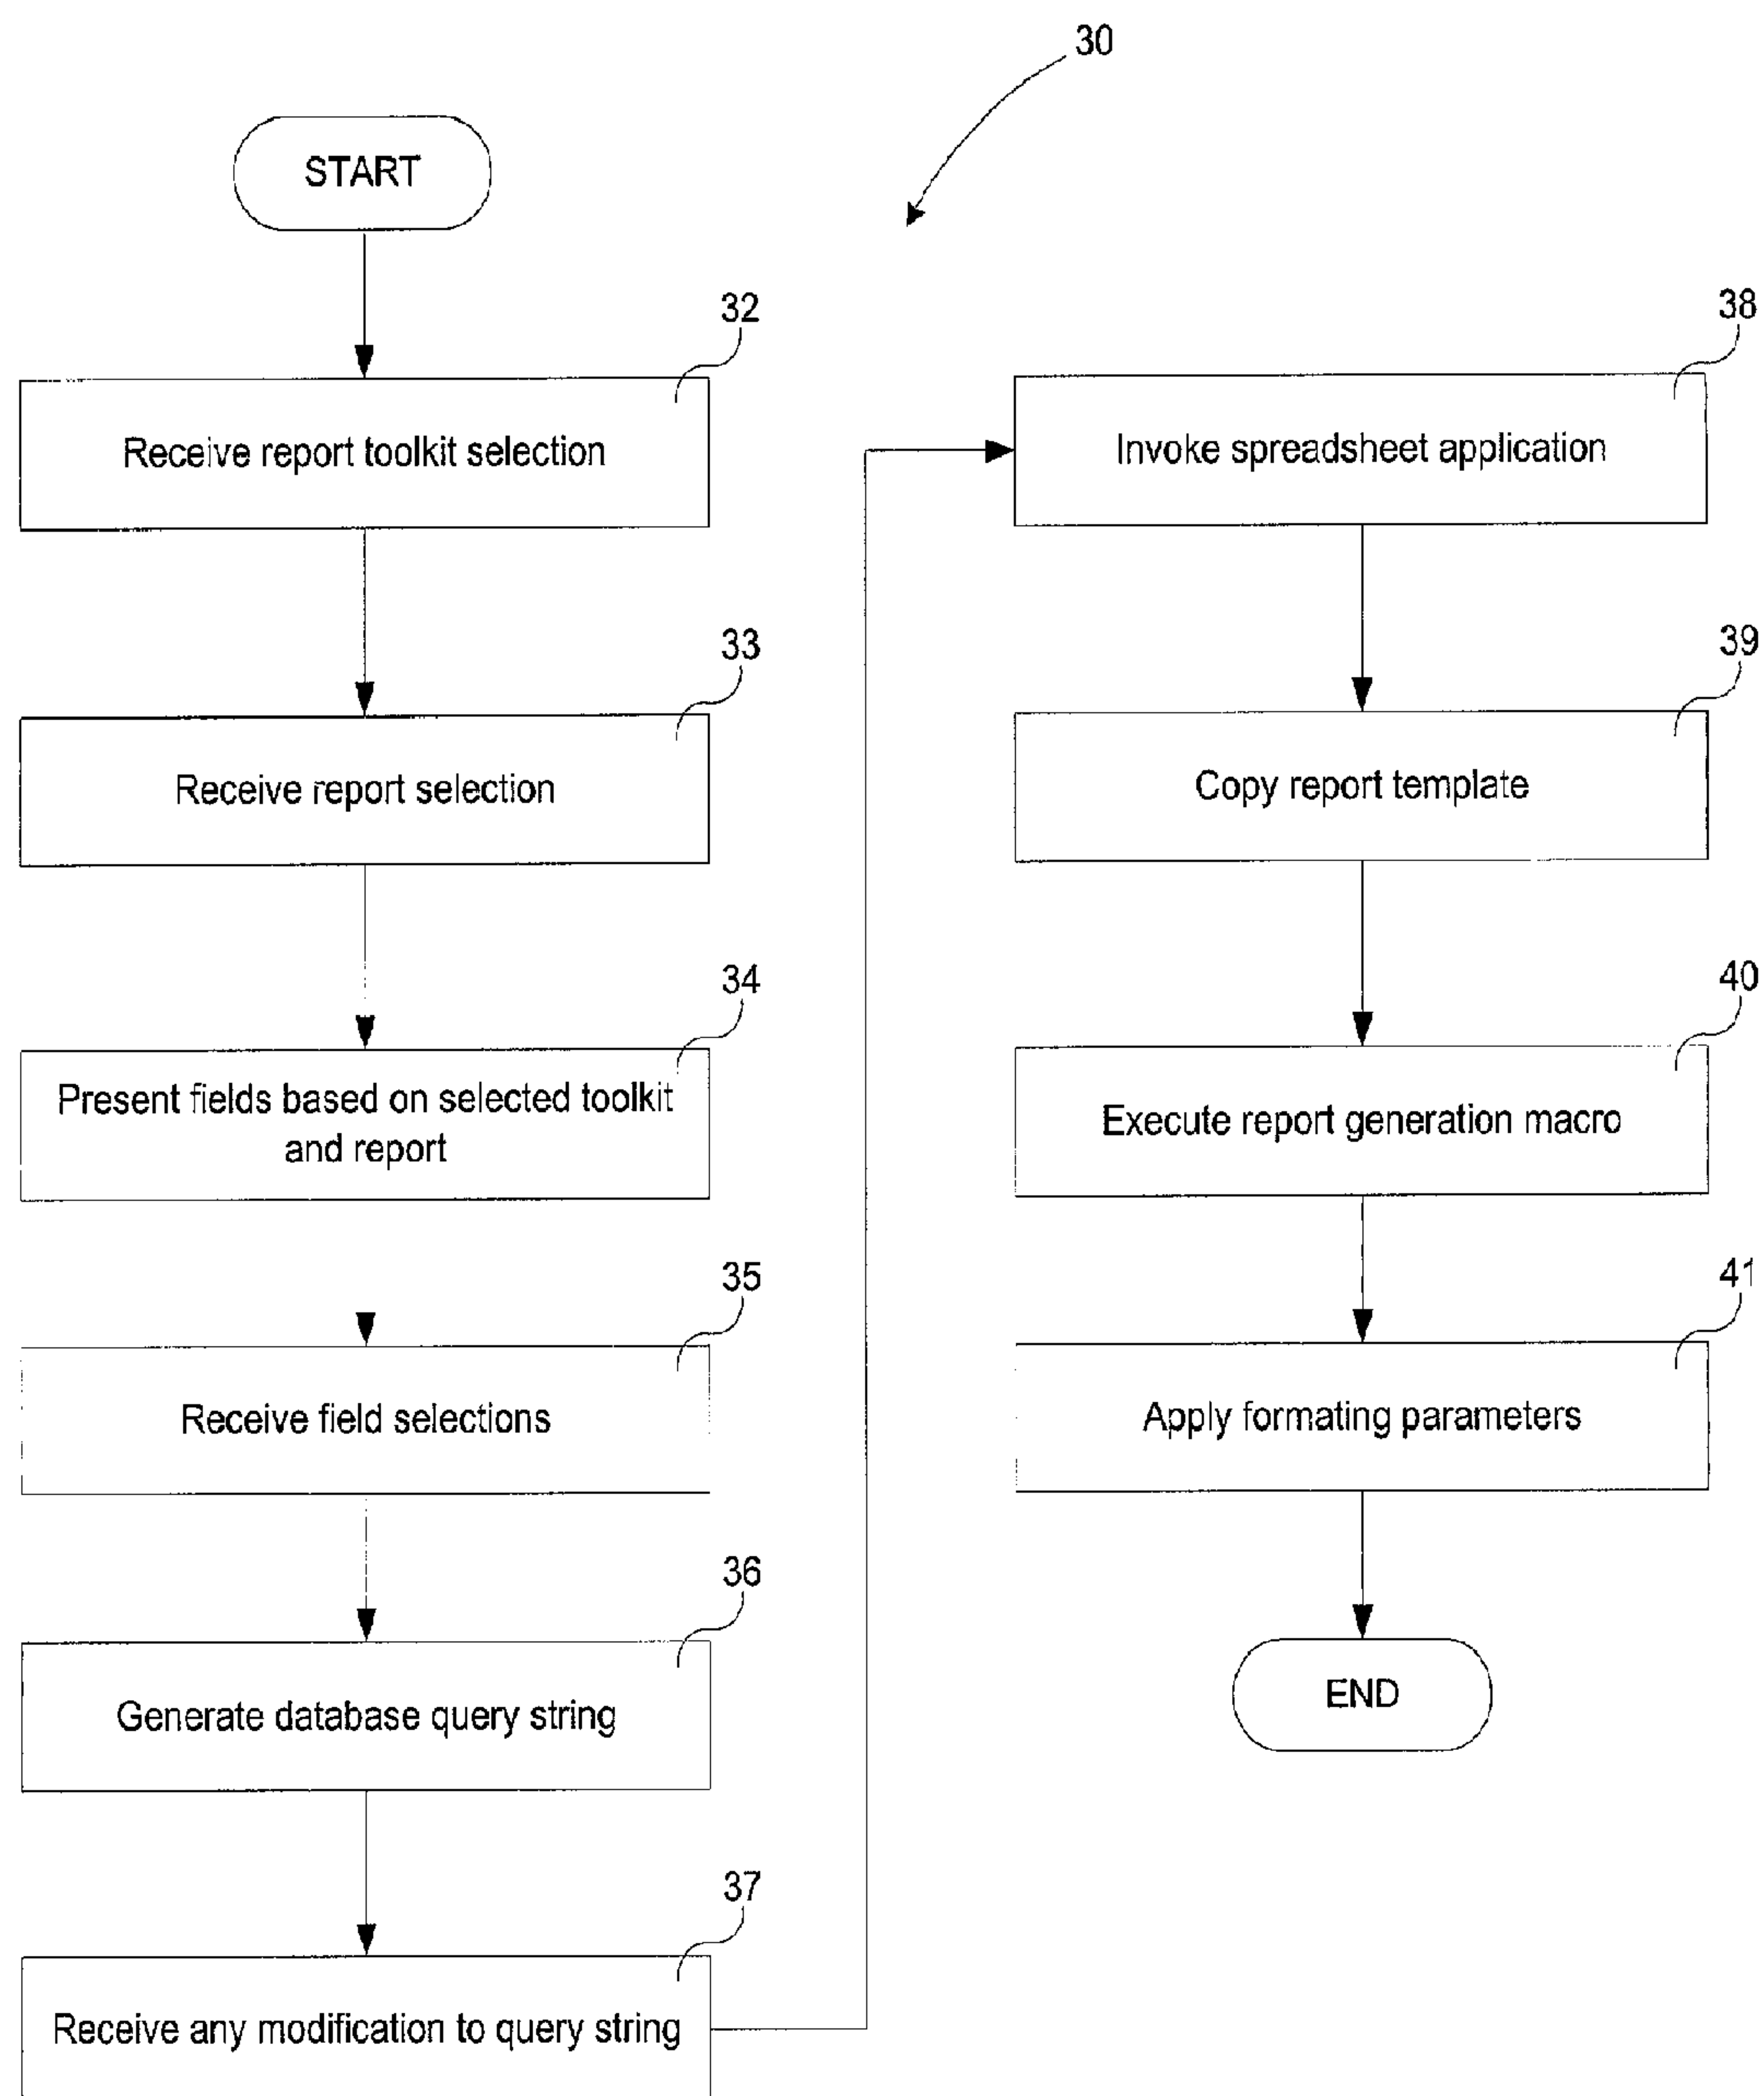 30
START
32
Receive report toolkit selection
33
Receive report selection
34
Present fields based on selected toolkit
and report
35
Receive field selections
36
Generate database query string
37
Receive any modification to query string
38
Invoke spreadsheet application
39
Copy report template
40
Execute report generation macro
41
Apply formating parameters
END